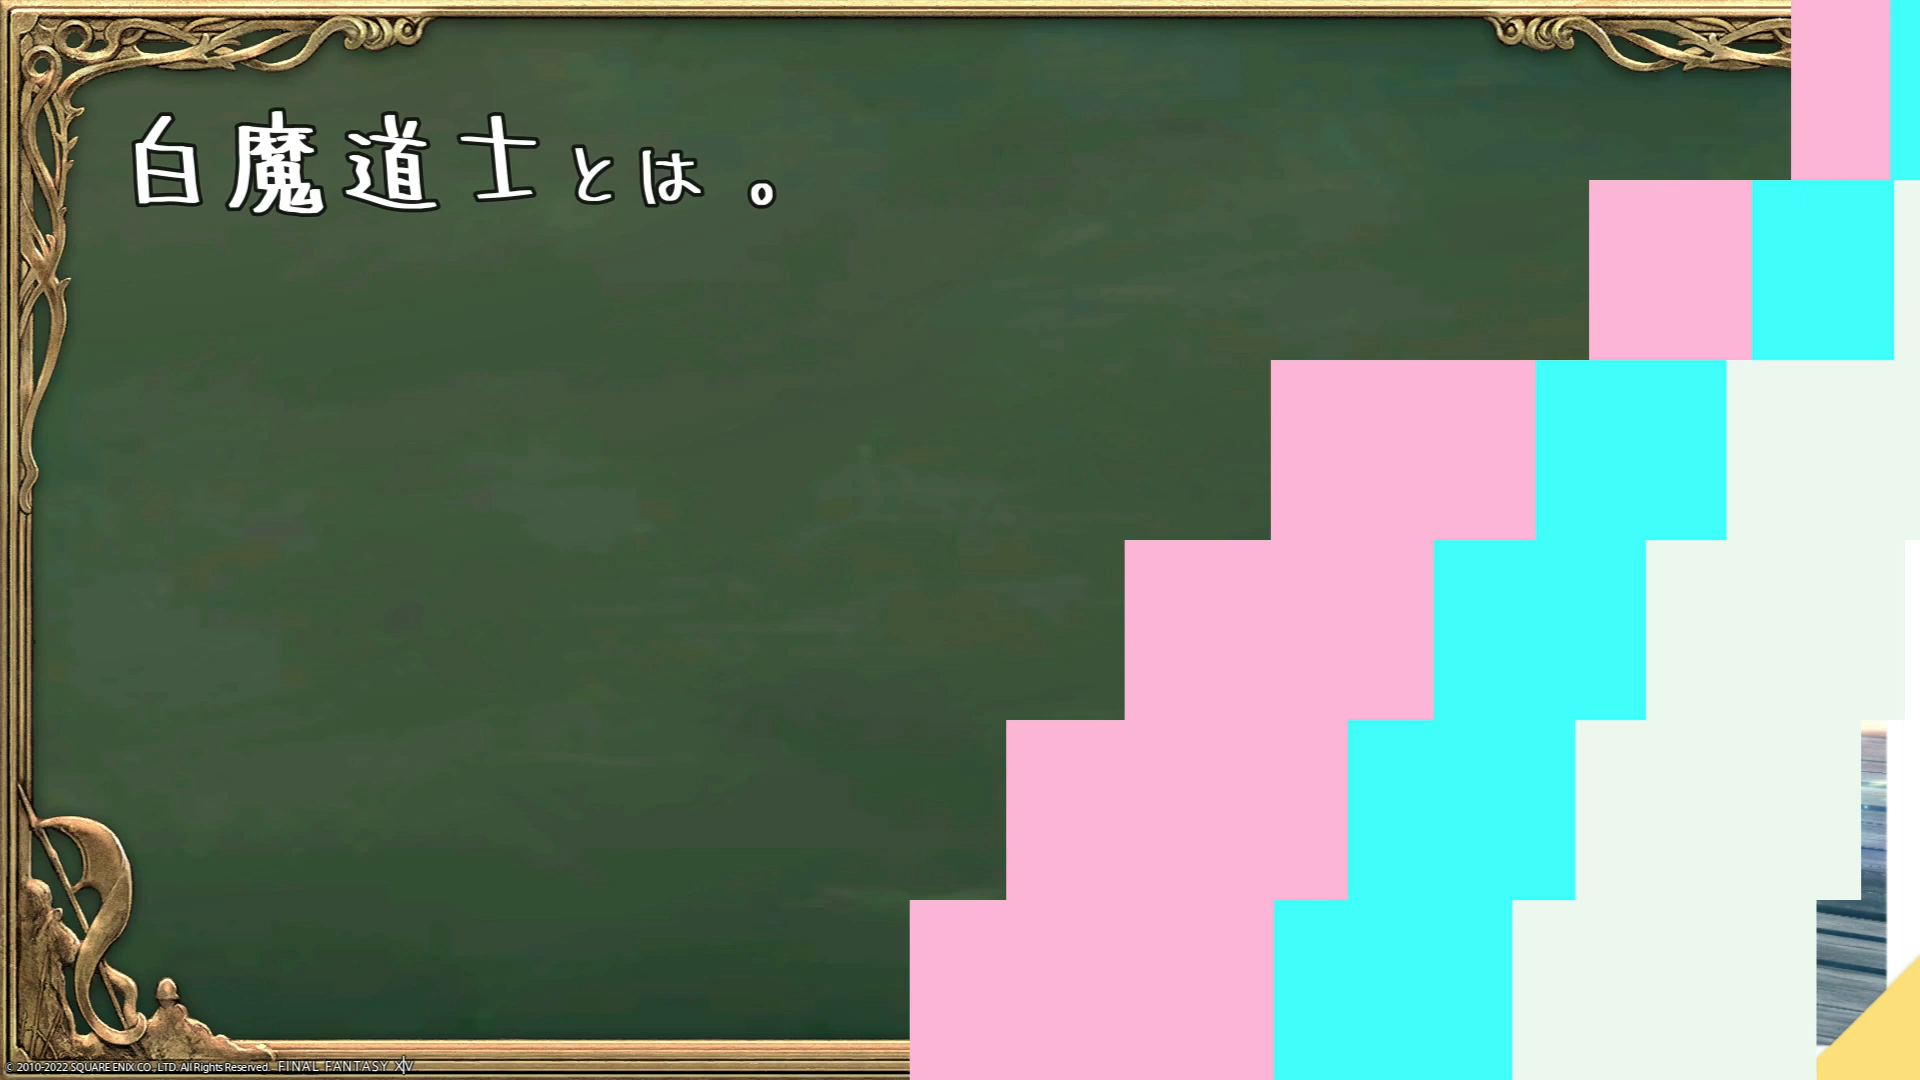 白魔道士とは。
© 2010-2022 SQUARE ENIX CO., LTD. All Rights Reserved. FINAL FANTASY XIV